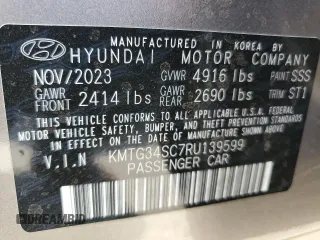 MANUFACTURED IN KOREA BY
HYUNDAI MOTOR COMPANY
NOV/2023 GVWR 4916 lbs PAINT SSS
GAWR FRONT 2414 lbs GAWR REAR 2690 lbs TRIM ST1
THIS VEHICLE CONFORMS TO ALL APPLICABLE FEDERAL
MOTOR VEHICLE SAFETY, BUMPER, AND THEFT PREVENTION
STANDARDS IN EFFECT ON THE DATE OF MANUFACTURE
SHOWN ABOVE.
V.I.N KMTG34SC7RU139599
PASSENGER CAR
DREAMBID